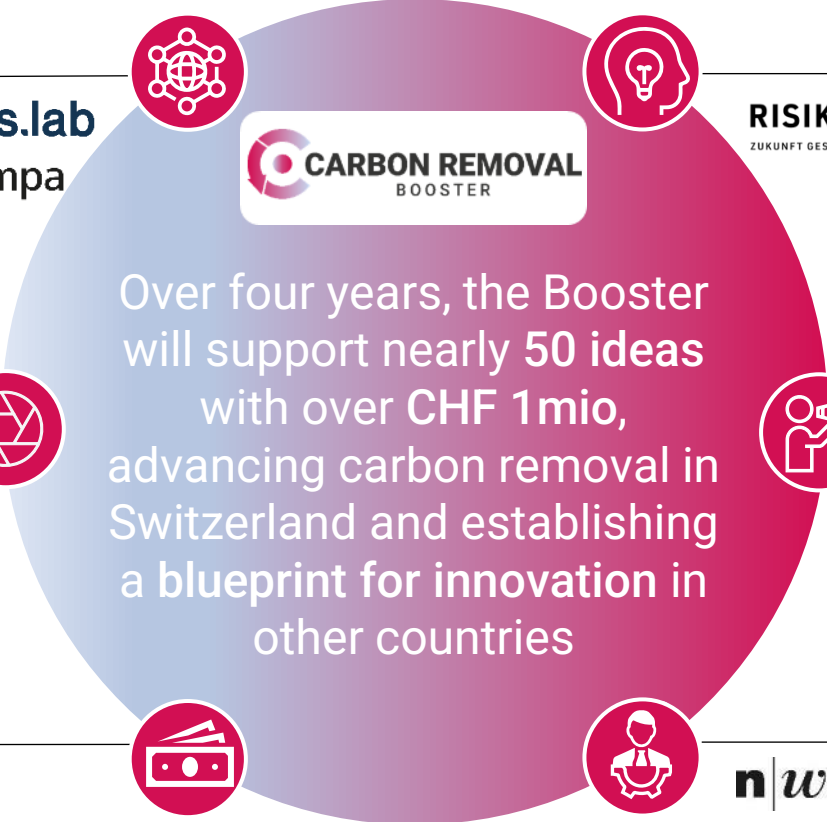 s.lab
mpa
RISIK
ZUKUNFT GES
CARBON REMOVAL
BOOSTER
Over four years, the Booster
will support nearly 50 ideas
with over CHF 1mio,
advancing carbon removal in
Switzerland and establishing
a blueprint for innovation in
other countries
n|w